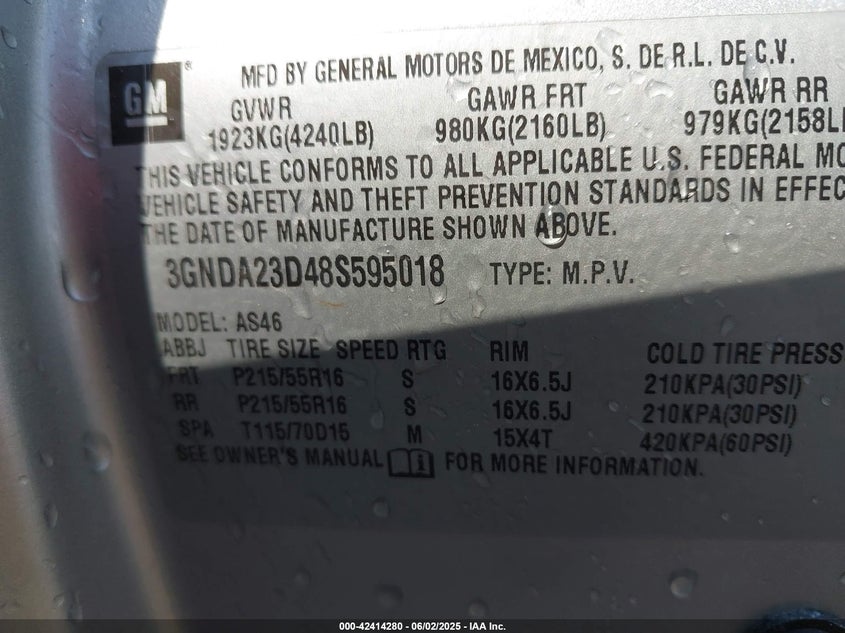 GM®
MFD BY GENERAL MOTORS DE MEXICO, S. DE R.L. DE C.V.
GVWR GAWR FRT GAWR RR
1923KG(4240LB) 980KG(2160LB) 979KG(2158L
THIS VEHICLE CONFORMS TO ALL APPLICABLE U.S. FEDERAL MO
VEHICLE SAFETY AND THEFT PREVENTION STANDARDS IN EFFEC
THE DATE OF MANUFACTURE SHOWN ABOVE.
3GNDA23D48S595018 TYPE: M.P.V.
MODEL: AS46
ABBJ TIRE SIZE SPEED RTG RIM COLD TIRE PRESS
FRT P215/55R16 S 16X6.5J 210KPA(30PSI)
RR P215/55R16 S 16X6.5J 210KPA(30PSI)
SPA T115/70D15 M 15X4T 420KPA(60PSI)
SEE OWNER'S MANUAL FOR MORE INFORMATION.
000-42414280 - 06/02/2025 - IAA Inc.